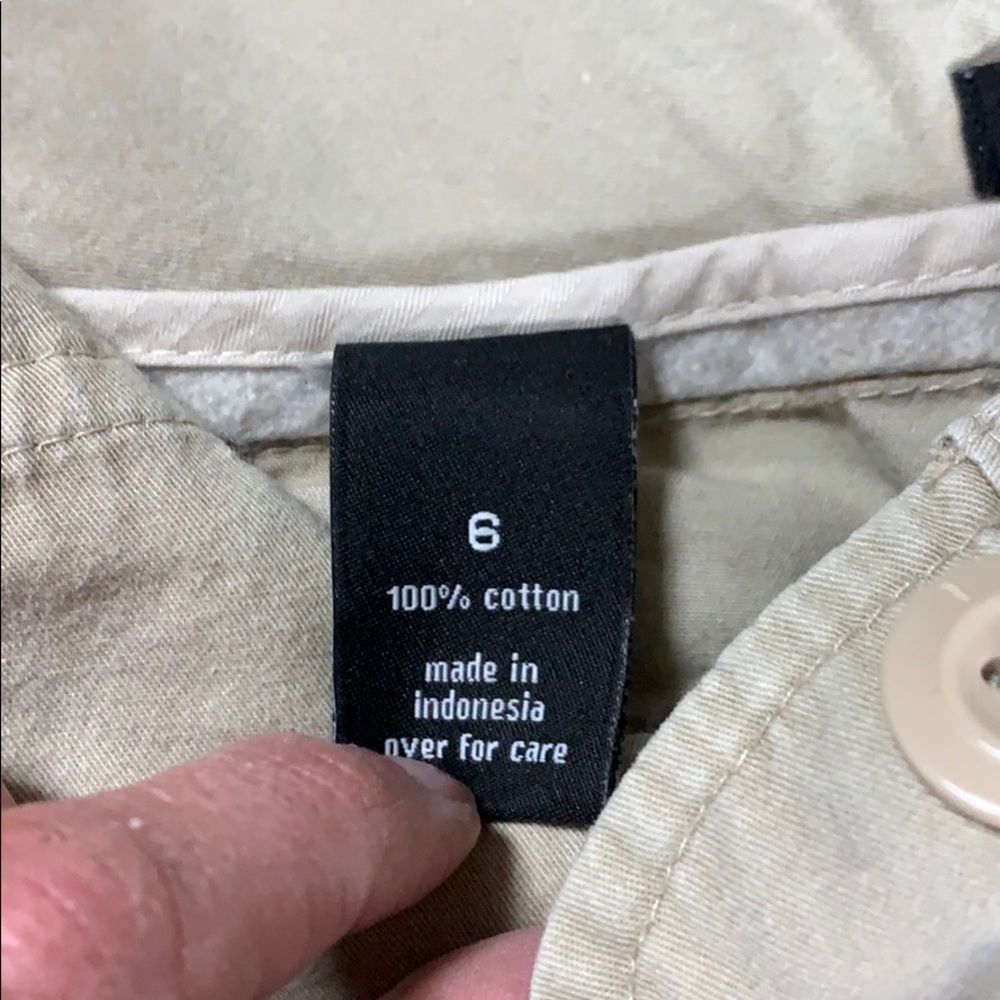 6
100% cotton
made in
indonesia
over for care